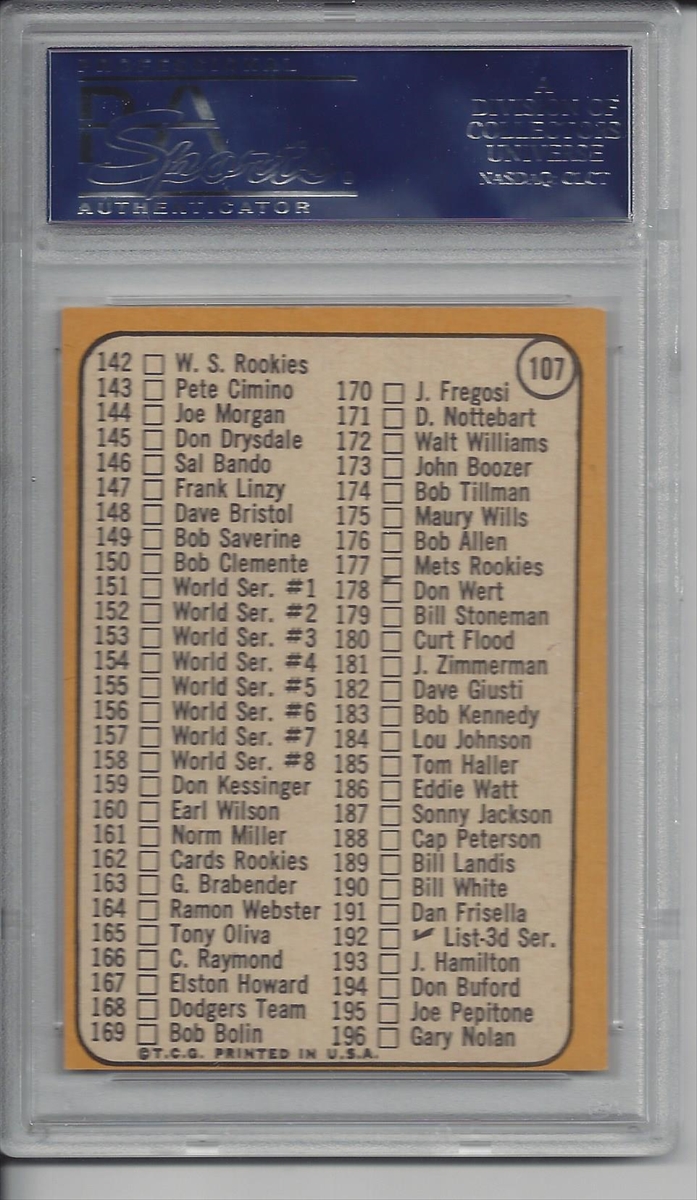 PROFESSIONAL
PSA
Sports
AUTHENTICATOR
A
DIVISION OF
COLLECTORS
UNIVERSE
NASDAQ: CLCT
107
142 W. S. Rookies
143 Pete Cimino
144 Joe Morgan
145 Don Drysdale
146 Sal Bando
147 Frank Linzy
148 Dave Bristol
149 Bob Saverine
150 Bob Clemente
151 World Ser. #1
152 World Ser. #2
153 World Ser. #3
154 World Ser. #4
155 World Ser. #5
156 World Ser. #6
157 World Ser. #7
158 World Ser. #8
159 Don Kessinger
160 Earl Wilson
161 Norm Miller
162 Cards Rookies
163 G. Brabender
164 Ramon Webster
165 Tony Oliva
166 C. Raymond
167 Elston Howard
168 Dodgers Team
169 Bob Bolin
170 J. Fregosi
171 D. Nottebart
172 Walt Williams
173 John Boozer
174 Bob Tillman
175 Maury Wills
176 Bob Allen
177 Mets Rookies
178 Don Wert
179 Bill Stoneman
180 Curt Flood
181 J. Zimmerman
182 Dave Giusti
183 Bob Kennedy
184 Lou Johnson
185 Tom Haller
186 Eddie Watt
187 Sonny Jackson
188 Cap Peterson
189 Bill Landis
190 Bill White
191 Dan Frisella
192 ✓ List-3d Ser.
193 J. Hamilton
194 Don Buford
195 Joe Pepitone
196 Gary Nolan
©T.C.G. PRINTED IN U.S.A.